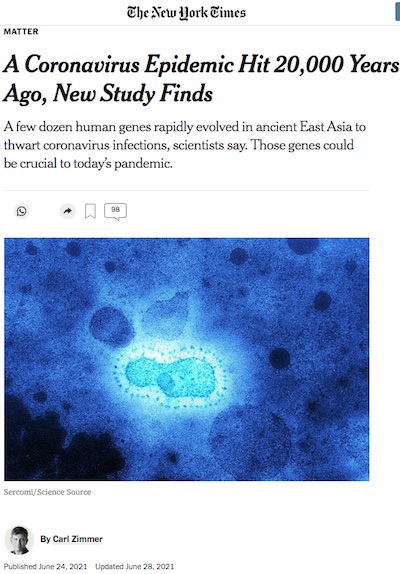 The New York Times
MATTER
A Coronavirus Epidemic Hit 20,000 Years
Ago, New Study Finds
A few dozen human genes rapidly evolved in ancient East Asia to
thwart coronavirus infections, scientists say. Those genes could
be crucial to today’s pandemic.
98
Sercomi/Science Source
By Carl Zimmer
Published June 24, 2021 Updated June 28, 2021